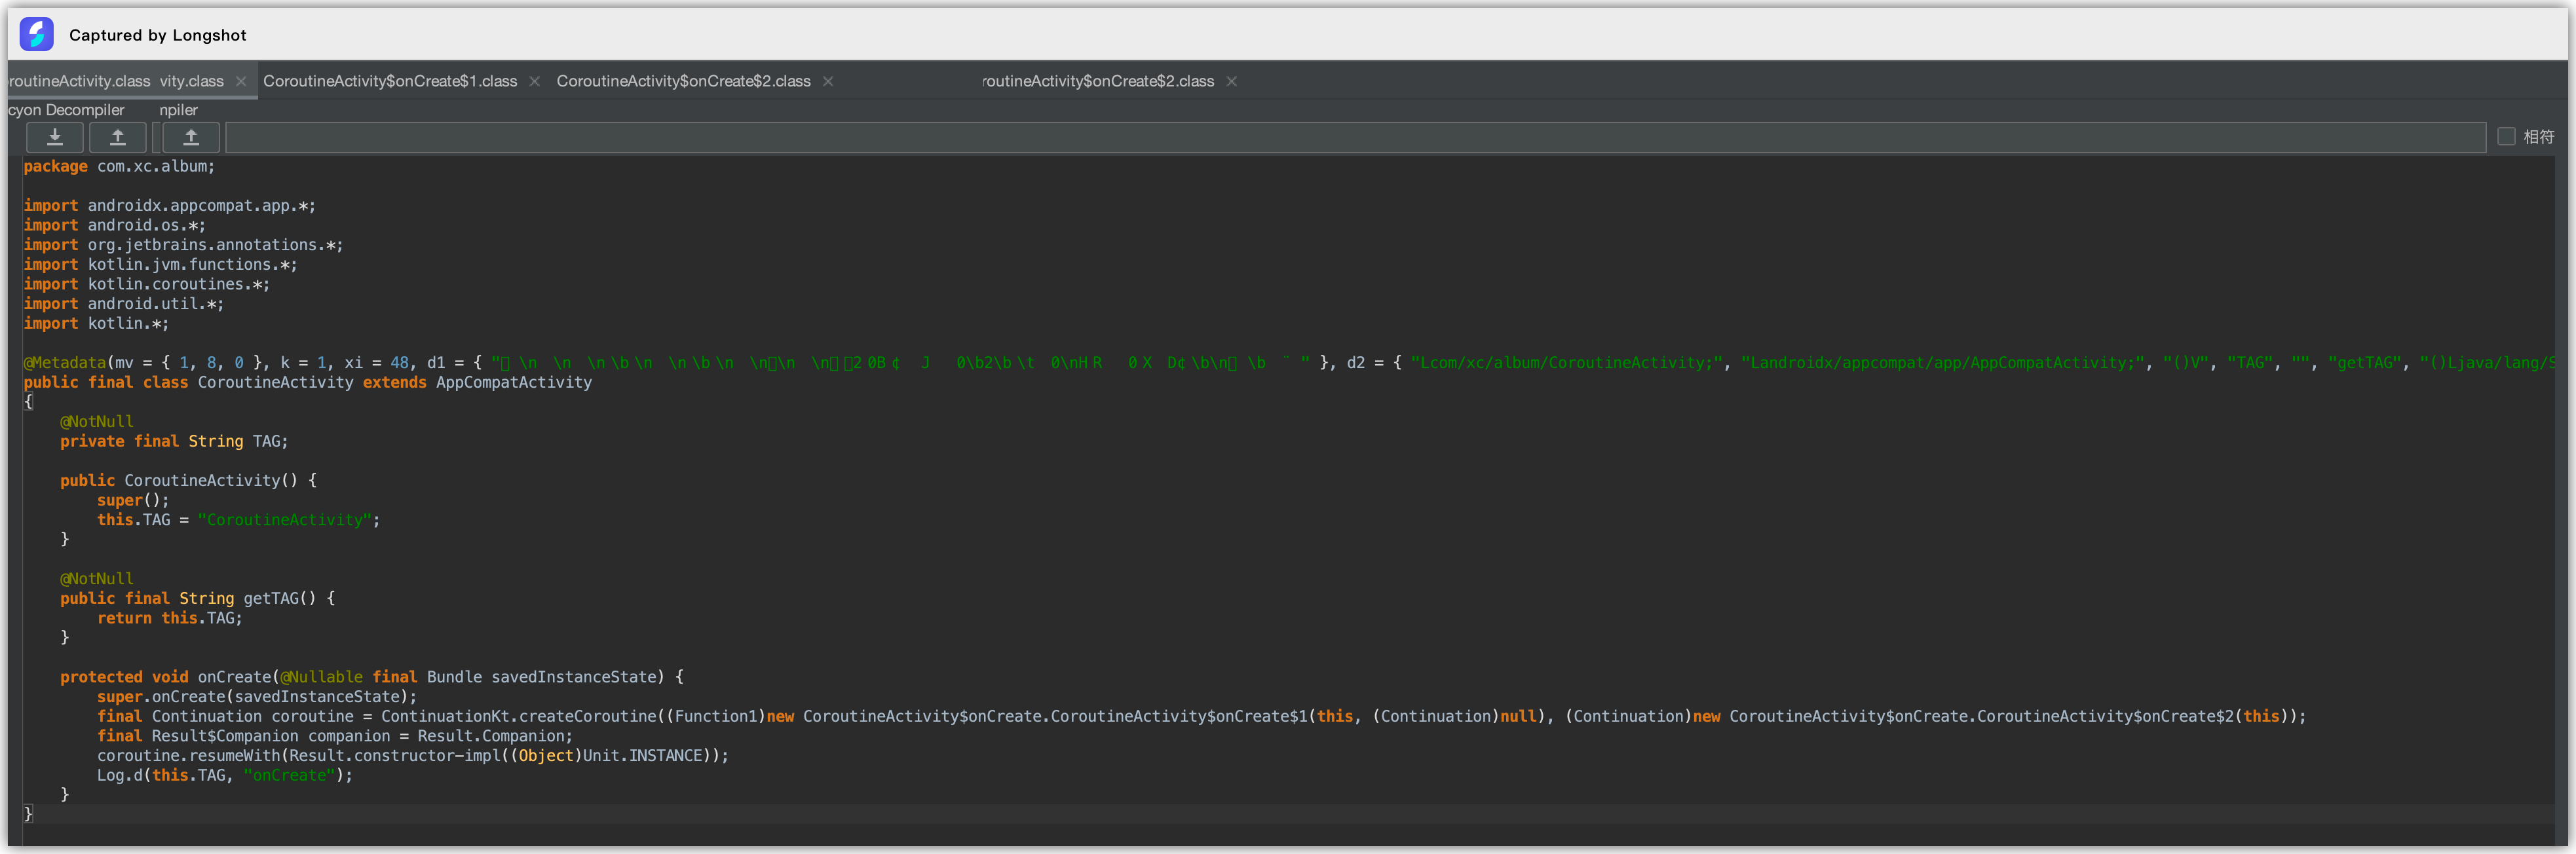 Captured by Longshot
routineActivity.class vity.class × CoroutineActivity$onCreate$1.class × CoroutineActivity$onCreate$2.class × routineActivity$onCreate$2.class ×
cyon Decompiler npiler
相符
package com.xc.album;
import androidx.appcompat.app.*;
import android.os.*;
import org.jetbrains.annotations.*;
import kotlin.jvm.functions.*;
import kotlin.coroutines.*;
import android.util.*;
import kotlin.*;
@Metadata(mv = { 1, 8, 0 }, k = 1, xi = 48, d1 = { " \n \n \n \b \n \n \b \n \n \n \n 2 0B ¢ J 0\b2\b \t 0\nH R 0 X D¢ \b\n \b ¨ " }, d2 = { "Lcom/xc/album/CoroutineActivity;", "Landroidx/appcompat/app/AppCompatActivity;", "()V", "TAG", "", "getTAG", "()Ljava/lang/S
public final class CoroutineActivity extends AppCompatActivity
{
@NotNull
private final String TAG;
public CoroutineActivity() {
super();
this.TAG = "CoroutineActivity";
}
@NotNull
public final String getTAG() {
return this.TAG;
}
protected void onCreate(@Nullable final Bundle savedInstanceState) {
super.onCreate(savedInstanceState);
final Continuation coroutine = ContinuationKt.createCoroutine((Function1)new CoroutineActivity$onCreate.CoroutineActivity$onCreate$1(this, (Continuation)null), (Continuation)new CoroutineActivity$onCreate.CoroutineActivity$onCreate$2(this));
final Result$Companion companion = Result.Companion;
coroutine.resumeWith(Result.constructor-impl((Object)Unit.INSTANCE));
Log.d(this.TAG, "onCreate");
}
}